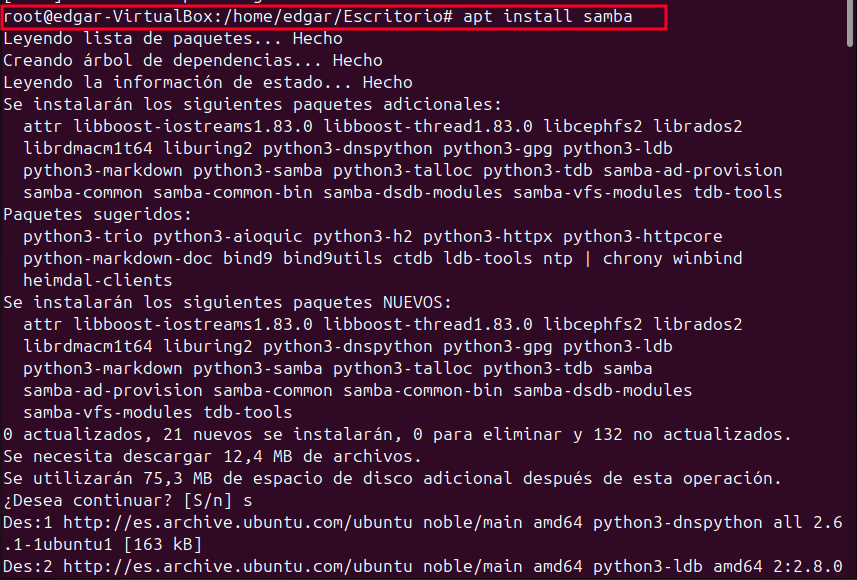 root@edgar-VirtualBox:/home/edgar/Escritorio# apt install samba
Leyendo lista de paquetes... Hecho
Creando árbol de dependencias... Hecho
Leyendo la información de estado... Hecho
Se instalarán los siguientes paquetes adicionales:
  attr libboost-iostreams1.83.0 libboost-thread1.83.0 libcephfs2 librados2
  librdmacm1t64 liburing2 python3-dnspython python3-gpg python3-ldb
  python3-markdown python3-samba python3-talloc python3-tdb samba-ad-provision
  samba-common samba-common-bin samba-dsdb-modules samba-vfs-modules tdb-tools
Paquetes sugeridos:
  python3-trio python3-aioquic python3-h2 python3-httpx python3-httpcore
  python-markdown-doc bind9 bind9utils ctdb ldb-tools ntp | chrony winbind
  heimdal-clients
Se instalarán los siguientes paquetes NUEVOS:
  attr libboost-iostreams1.83.0 libboost-thread1.83.0 libcephfs2 librados2
  librdmacm1t64 liburing2 python3-dnspython python3-gpg python3-ldb
  python3-markdown python3-samba python3-talloc python3-tdb samba
  samba-ad-provision samba-common samba-common-bin samba-dsdb-modules
  samba-vfs-modules tdb-tools
0 actualizados, 21 nuevos se instalarán, 0 para eliminar y 132 no actualizados.
Se necesita descargar 12,4 MB de archivos.
Se utilizarán 75,3 MB de espacio de disco adicional después de esta operación.
¿Desea continuar? [S/n] s
Des:1 http://es.archive.ubuntu.com/ubuntu noble/main amd64 python3-dnspython all 2.6
.1-1ubuntu1 [163 kB]
Des:2 http://es.archive.ubuntu.com/ubuntu noble/main amd64 python3-ldb amd64 2:2.8.0